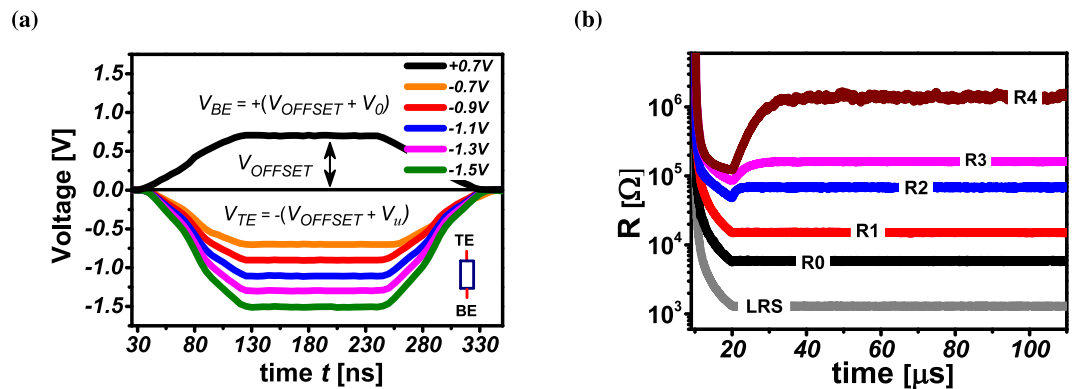 (a)
Voltage [V]
1.5
1.0
0.5
0.0
-0.5
-1.0
-1.5
V_BE = +(V_OFFSET + V_0)
V_OFFSET
V_TE = -(V_OFFSET + V_u)
+0.7V
-0.7V
-0.9V
-1.1V
-1.3V
-1.5V
TE
BE
30 80 130 180 230 280 330
time t [ns]
(b)
R [Ω]
10^6
10^5
10^4
10^3
R4
R3
R2
R1
R0
LRS
20 40 60 80 100
time [μs]